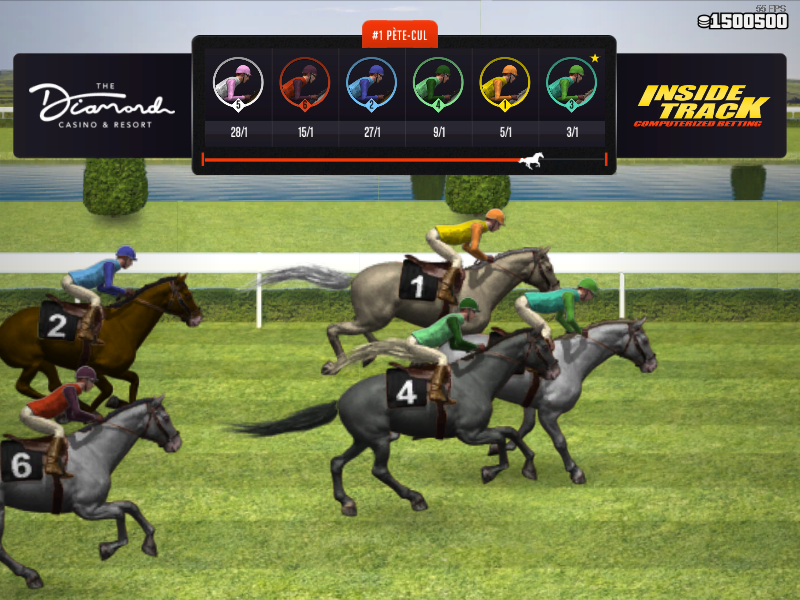 55 FPS
1500500
#1 PÈTE-CUL
THE
Diamond
CASINO & RESORT
5 6 2 4 1 3
28/1 15/1 27/1 9/1 5/1 3/1
INSIDE
TRACK
COMPUTERIZED BETTING
1
2
4
6